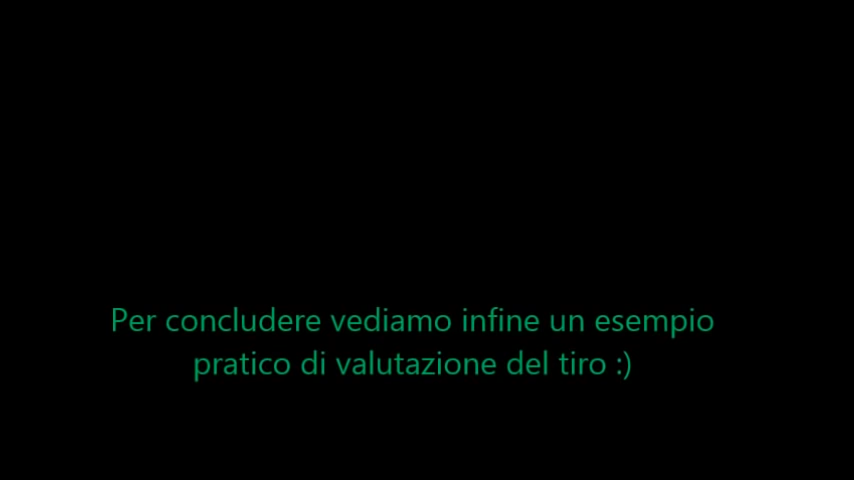 Per concludere vediamo infine un esempio
pratico di valutazione del tiro :)